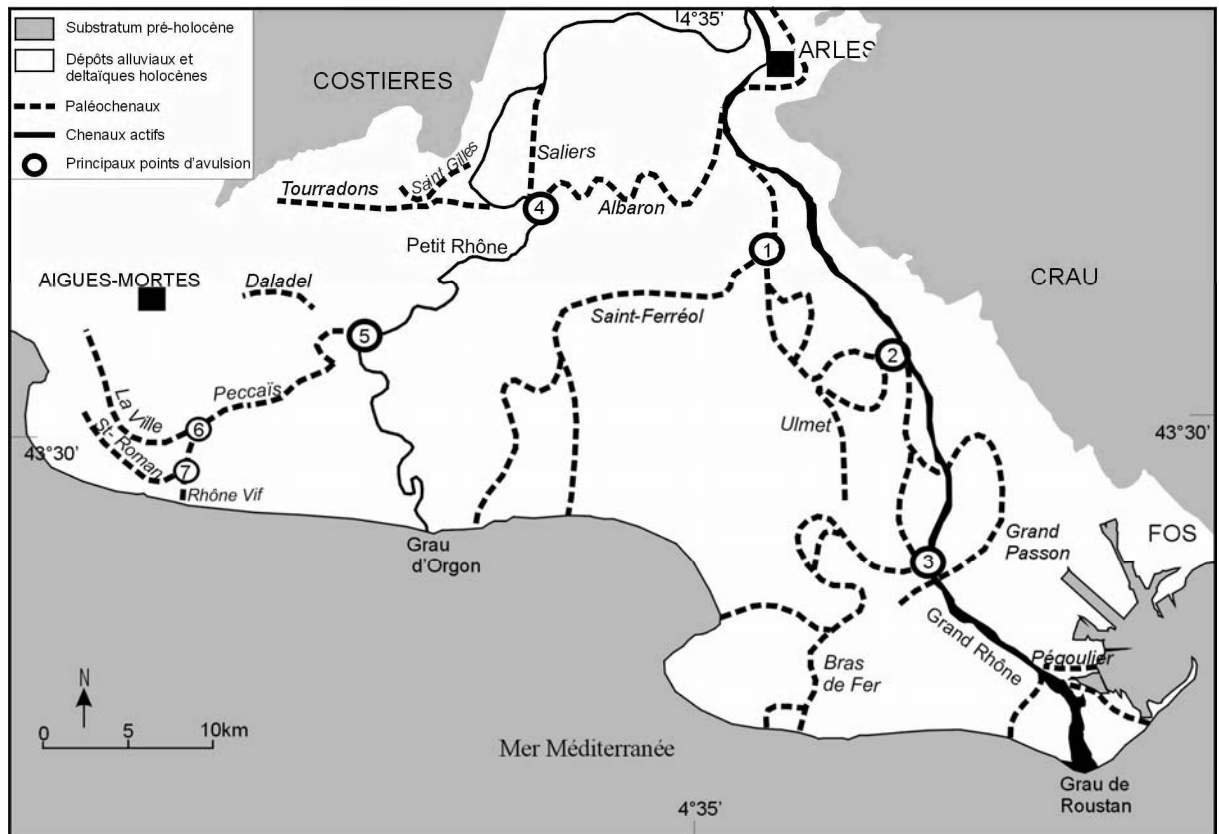 Substratum pré-holocène
Dépôts alluviaux et
deltaïques holocènes
Paléochenaux
Chenaux actifs
Principaux points d'avulsion
4°35'
ARLES
COSTIERES
Saliers
Saint Gilles
Tourradons
4
Albaron
Petit Rhône
1
CRAU
AIGUES-MORTES
Daladel
Saint-Ferréol
5
2
Peccaïs
La Ville
Ulmet
6
43°30'
43°30'
St- Roman
7
Rhône Vif
Grau
d'Orgon
Grand
Passon
FOS
3
Grand Rhône
Pégoulier
Bras
de Fer
N
0 5 10km
Mer Méditerranée
Grau de
Roustan
4°35'